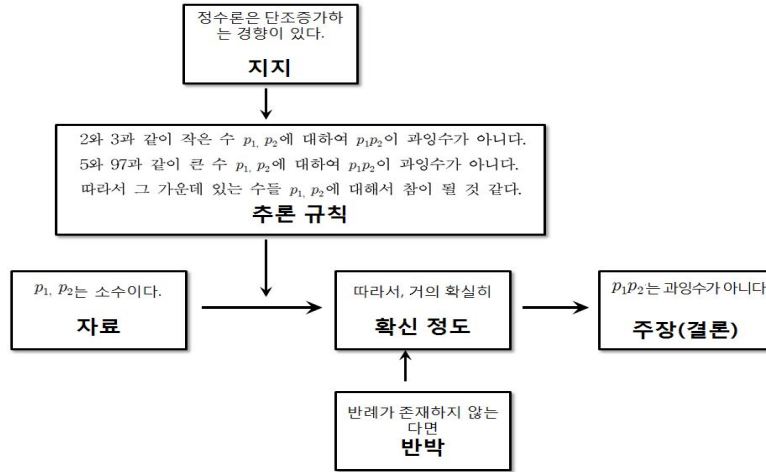 정수론은 단조증가하
는 경향이 있다.
지지
2와 3과 같이 작은 수 p₁, p₂에 대하여 p₁p₂이 과잉수가 아니다.
5와 97과 같이 큰 수 p₁, p₂에 대하여 p₁p₂이 과잉수가 아니다.
따라서 그 가운데 있는 수들 p₁, p₂에 대해서 참이 될 것 같다.
추론 규칙
p₁, p₂는 소수이다.
자료
따라서, 거의 확실히
확신 정도
p₁p₂는 과잉수가 아니다
주장(결론)
반례가 존재하지 않는
다면
반박